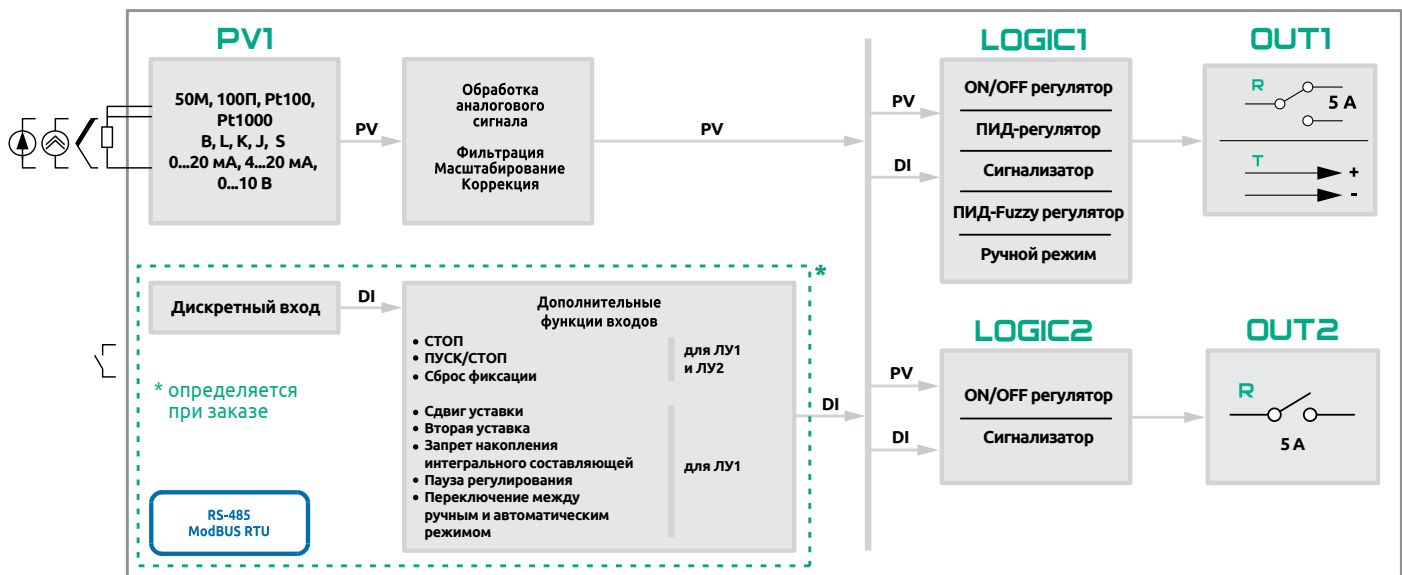 PV1
50М, 100П, Pt100,
Pt1000
B, L, K, J, S
0...20 мА, 4...20 мА,
0...10 В
PV
Обработка
аналогового
сигнала
Фильтрация
Масштабирование
Коррекция
PV
PV
DI
LOGIC1
ON/OFF регулятор
ПИД-регулятор
Сигнализатор
ПИД-Fuzzy регулятор
Ручной режим
OUT1
R
5 A
T
+
-
*
Дискретный вход
DI
Дополнительные
функции входов
• СТОП
• ПУСК/СТОП
• Сброс фиксации
для ЛУ1
и ЛУ2
• Сдвиг уставки
• Вторая уставка
• Запрет накопления
интегрального составляющей
• Пауза регулирования
• Переключение между
ручным и автоматическим
режимом
для ЛУ1
* определяется
при заказе
RS-485
ModBUS RTU
DI
PV
DI
LOGIC2
ON/OFF регулятор
Сигнализатор
OUT2
R
5 A